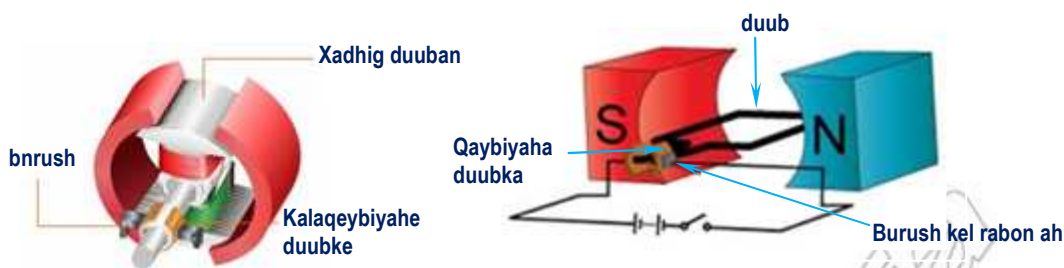 Xadhig duuban
bnrush
Kalaqeybiyahe
duubke
duub
S
N
Qaybiyaha
duubka
Burush kel rabon ah